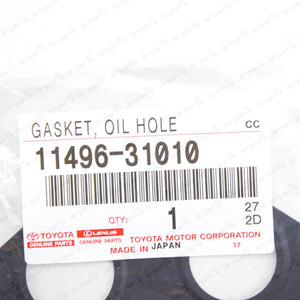 GASKET, OIL HOLE CC
11496-31010
QTY: 1 27
2D
TOYOTA GENUINE PARTS LEXUS GENUINE PARTS
TOYOTA MOTOR CORPORATION
MADE IN JAPAN 17